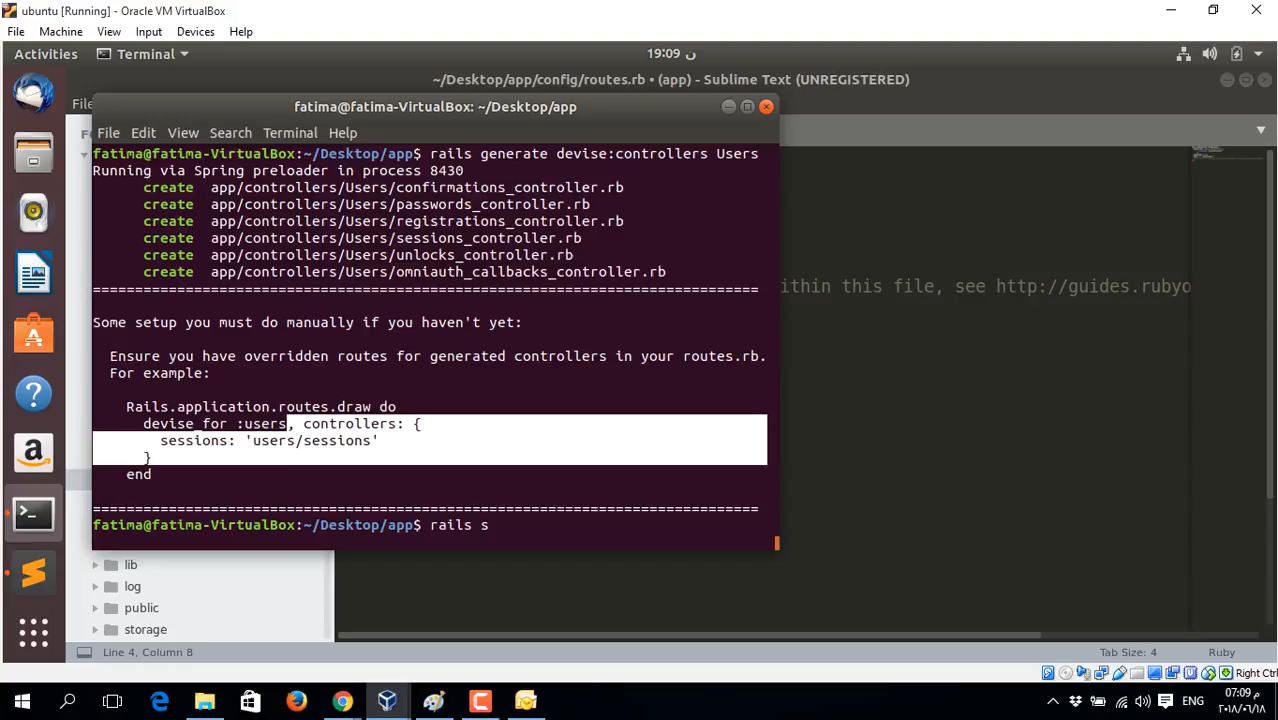 ubuntu [Running] - Oracle VM VirtualBox
File Machine View Input Devices Help
Activities Terminal 19:09 ن
~/Desktop/app/config/routes.rb • (app) - Sublime Text (UNREGISTERED)
fatima@fatima-VirtualBox: ~/Desktop/app
File Edit View Search Terminal Help
fatima@fatima-VirtualBox:~/Desktop/app$ rails generate devise:controllers Users
Running via Spring preloader in process 8430
create app/controllers/Users/confirmations_controller.rb
create app/controllers/Users/passwords_controller.rb
create app/controllers/Users/registrations_controller.rb
create app/controllers/Users/sessions_controller.rb
create app/controllers/Users/unlocks_controller.rb
create app/controllers/Users/omniauth_callbacks_controller.rb
===============================================================================
Some setup you must do manually if you haven't yet:
Ensure you have overridden routes for generated controllers in your routes.rb.
For example:
Rails.application.routes.draw do
devise_for :users, controllers: {
sessions: 'users/sessions'
}
end
===============================================================================
fatima@fatima-VirtualBox:~/Desktop/app$ rails s
ithin this file, see http://guides.rubyo
lib
log
public
storage
Line 4, Column 8 Tab Size: 4 Ruby
Right Ctrl
ENG
07:09 م
٢٠١٨/٠٦/١٨